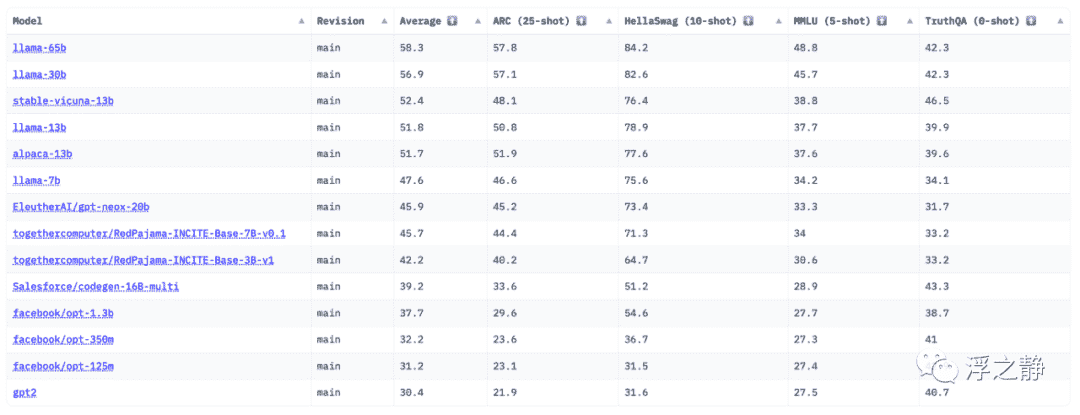 Model Revision Average ARC (25-shot) HellaSwag (10-shot) MMLU (5-shot) TruthQA (0-shot)
llama-65b main 58.3 57.8 84.2 48.8 42.3
llama-30b main 56.9 57.1 82.6 45.7 42.3
stable-vicuna-13b main 52.4 48.1 76.4 38.8 46.5
llama-13b main 51.8 50.8 78.9 37.7 39.9
alpaca-13b main 51.7 51.9 77.6 37.6 39.6
llama-7b main 47.6 46.6 75.6 34.2 34.1
EleutherAI/gpt-neox-20b main 45.9 45.2 73.4 33.3 31.7
togethercomputer/RedPajama-INCITE-Base-7B-v0.1 main 45.7 44.4 71.3 34 33.2
togethercomputer/RedPajama-INCITE-Base-3B-v1 main 42.2 40.2 64.7 30.6 33.2
Salesforce/codegen-16B-multi main 39.2 33.6 51.2 28.9 43.3
facebook/opt-1.3b main 37.7 29.6 54.6 27.7 38.7
facebook/opt-350m main 32.2 23.6 36.7 27.3 41
facebook/opt-125m main 31.2 23.1 31.5 27.4
gpt2 main 30.4 21.9 31.6 27.5 40.7
浮之静